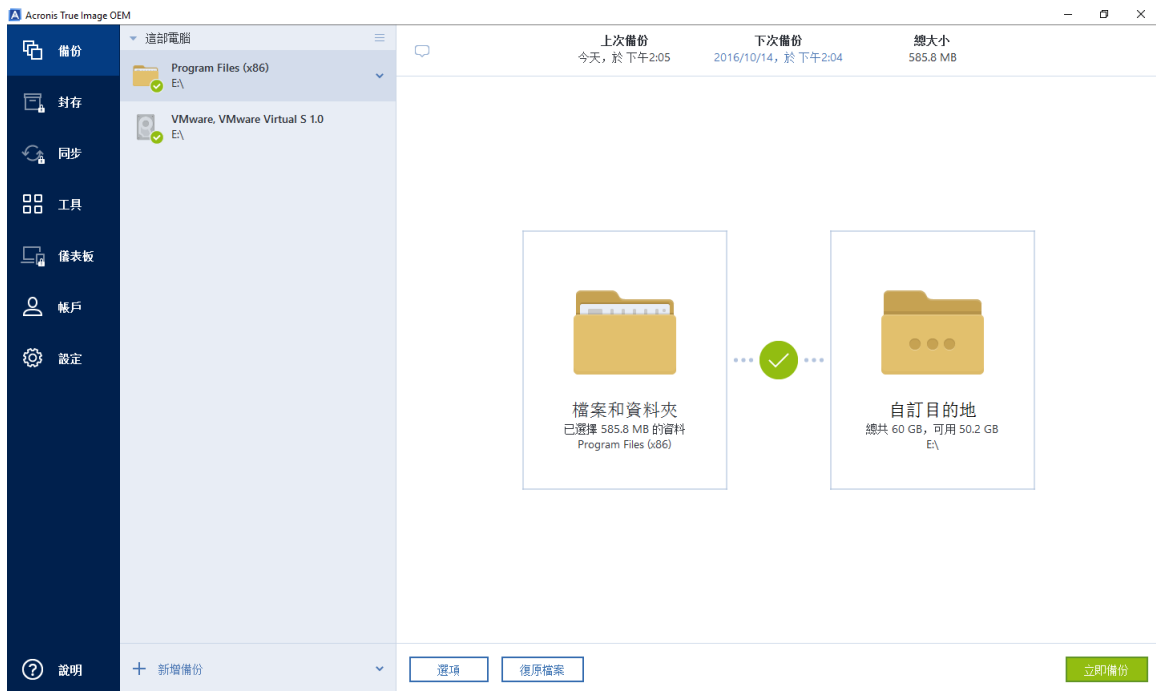 Acronis True Image OEM
備份
封存
同步
工具
儀表板
帳戶
設定
說明
這部電腦
Program Files (x86)
E:\
VMware, VMware Virtual S 1.0
E:\
新增備份
上次備份
今天，於 下午2:05
下次備份
2016/10/14，於 下午2:04
總大小
585.8 MB
檔案和資料夾
已選擇 585.8 MB 的資料
Program Files (x86)
自訂目的地
總共 60 GB，可用 50.2 GB
E:\
選項
復原檔案
立即備份